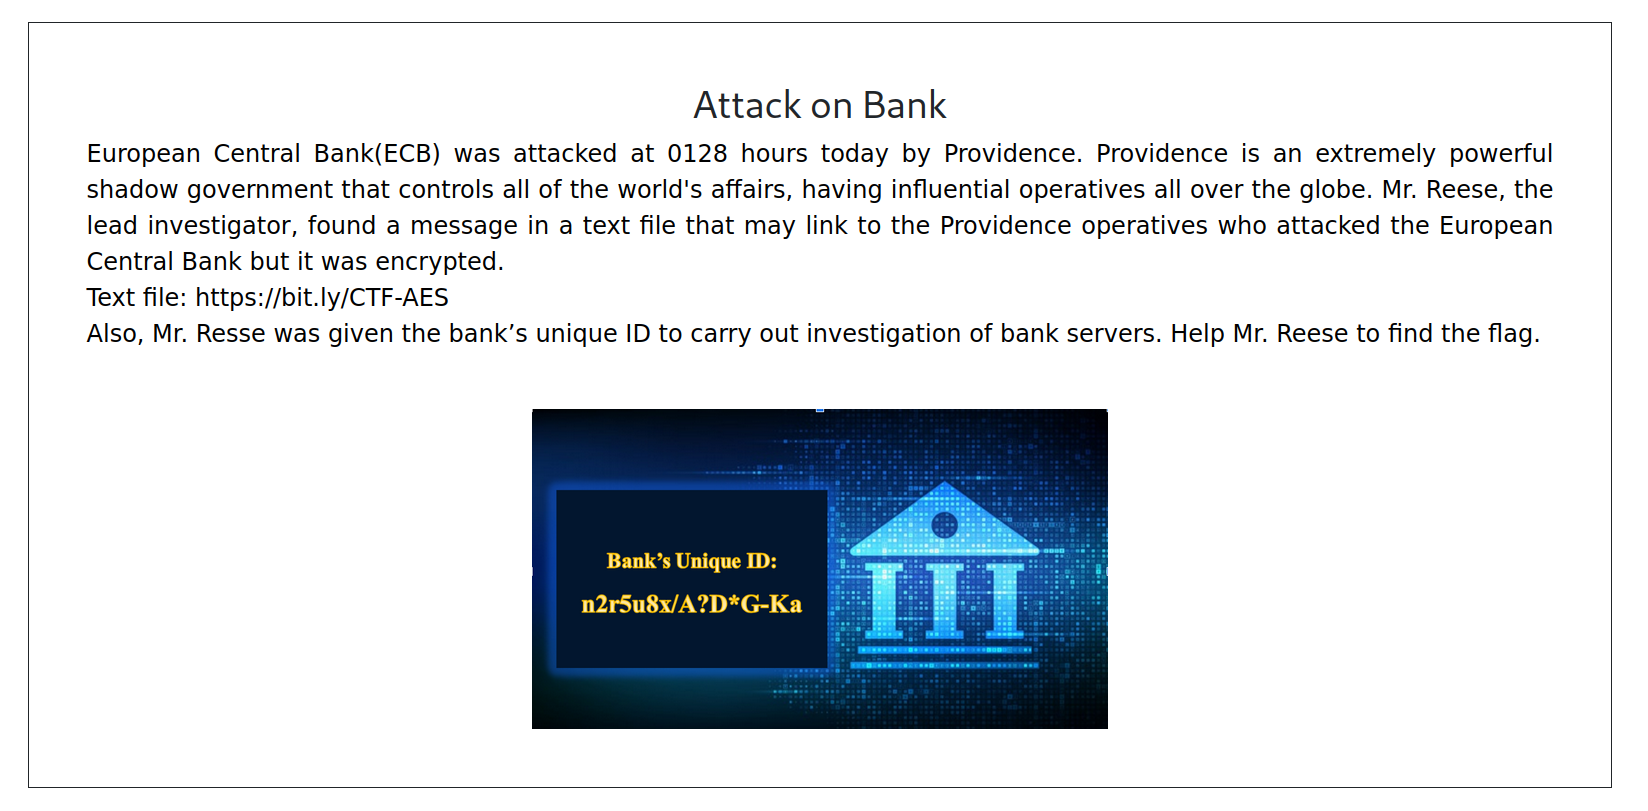 Attack on Bank
European Central Bank(ECB) was attacked at 0128 hours today by Providence. Providence is an extremely powerful
shadow government that controls all of the world's affairs, having influential operatives all over the globe. Mr. Reese, the
lead investigator, found a message in a text file that may link to the Providence operatives who attacked the European
Central Bank but it was encrypted.
Text file: https://bit.ly/CTF-AES
Also, Mr. Resse was given the bank’s unique ID to carry out investigation of bank servers. Help Mr. Reese to find the flag.
Bank’s Unique ID:
n2r5u8x/A?D*G-Ka